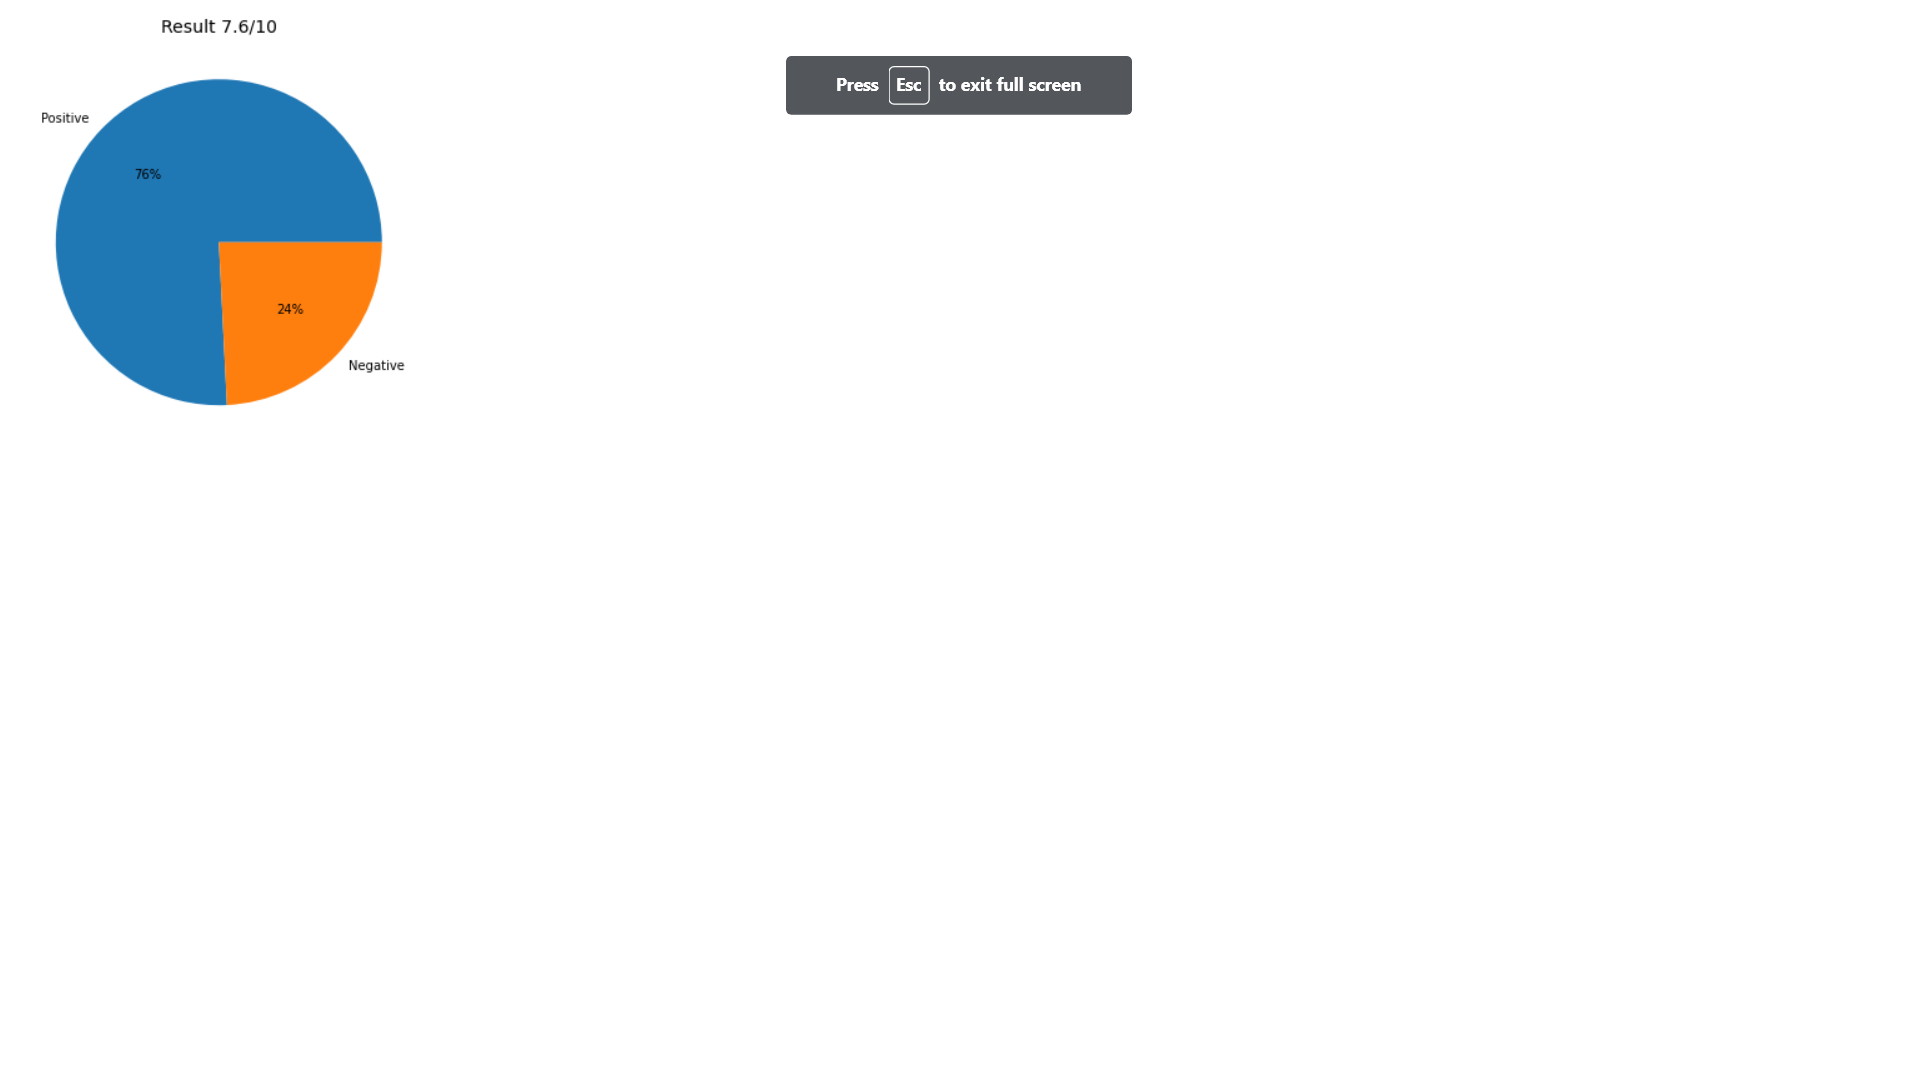 Result 7.6/10
Press Esc to exit full screen
Positive
76%
24%
Negative